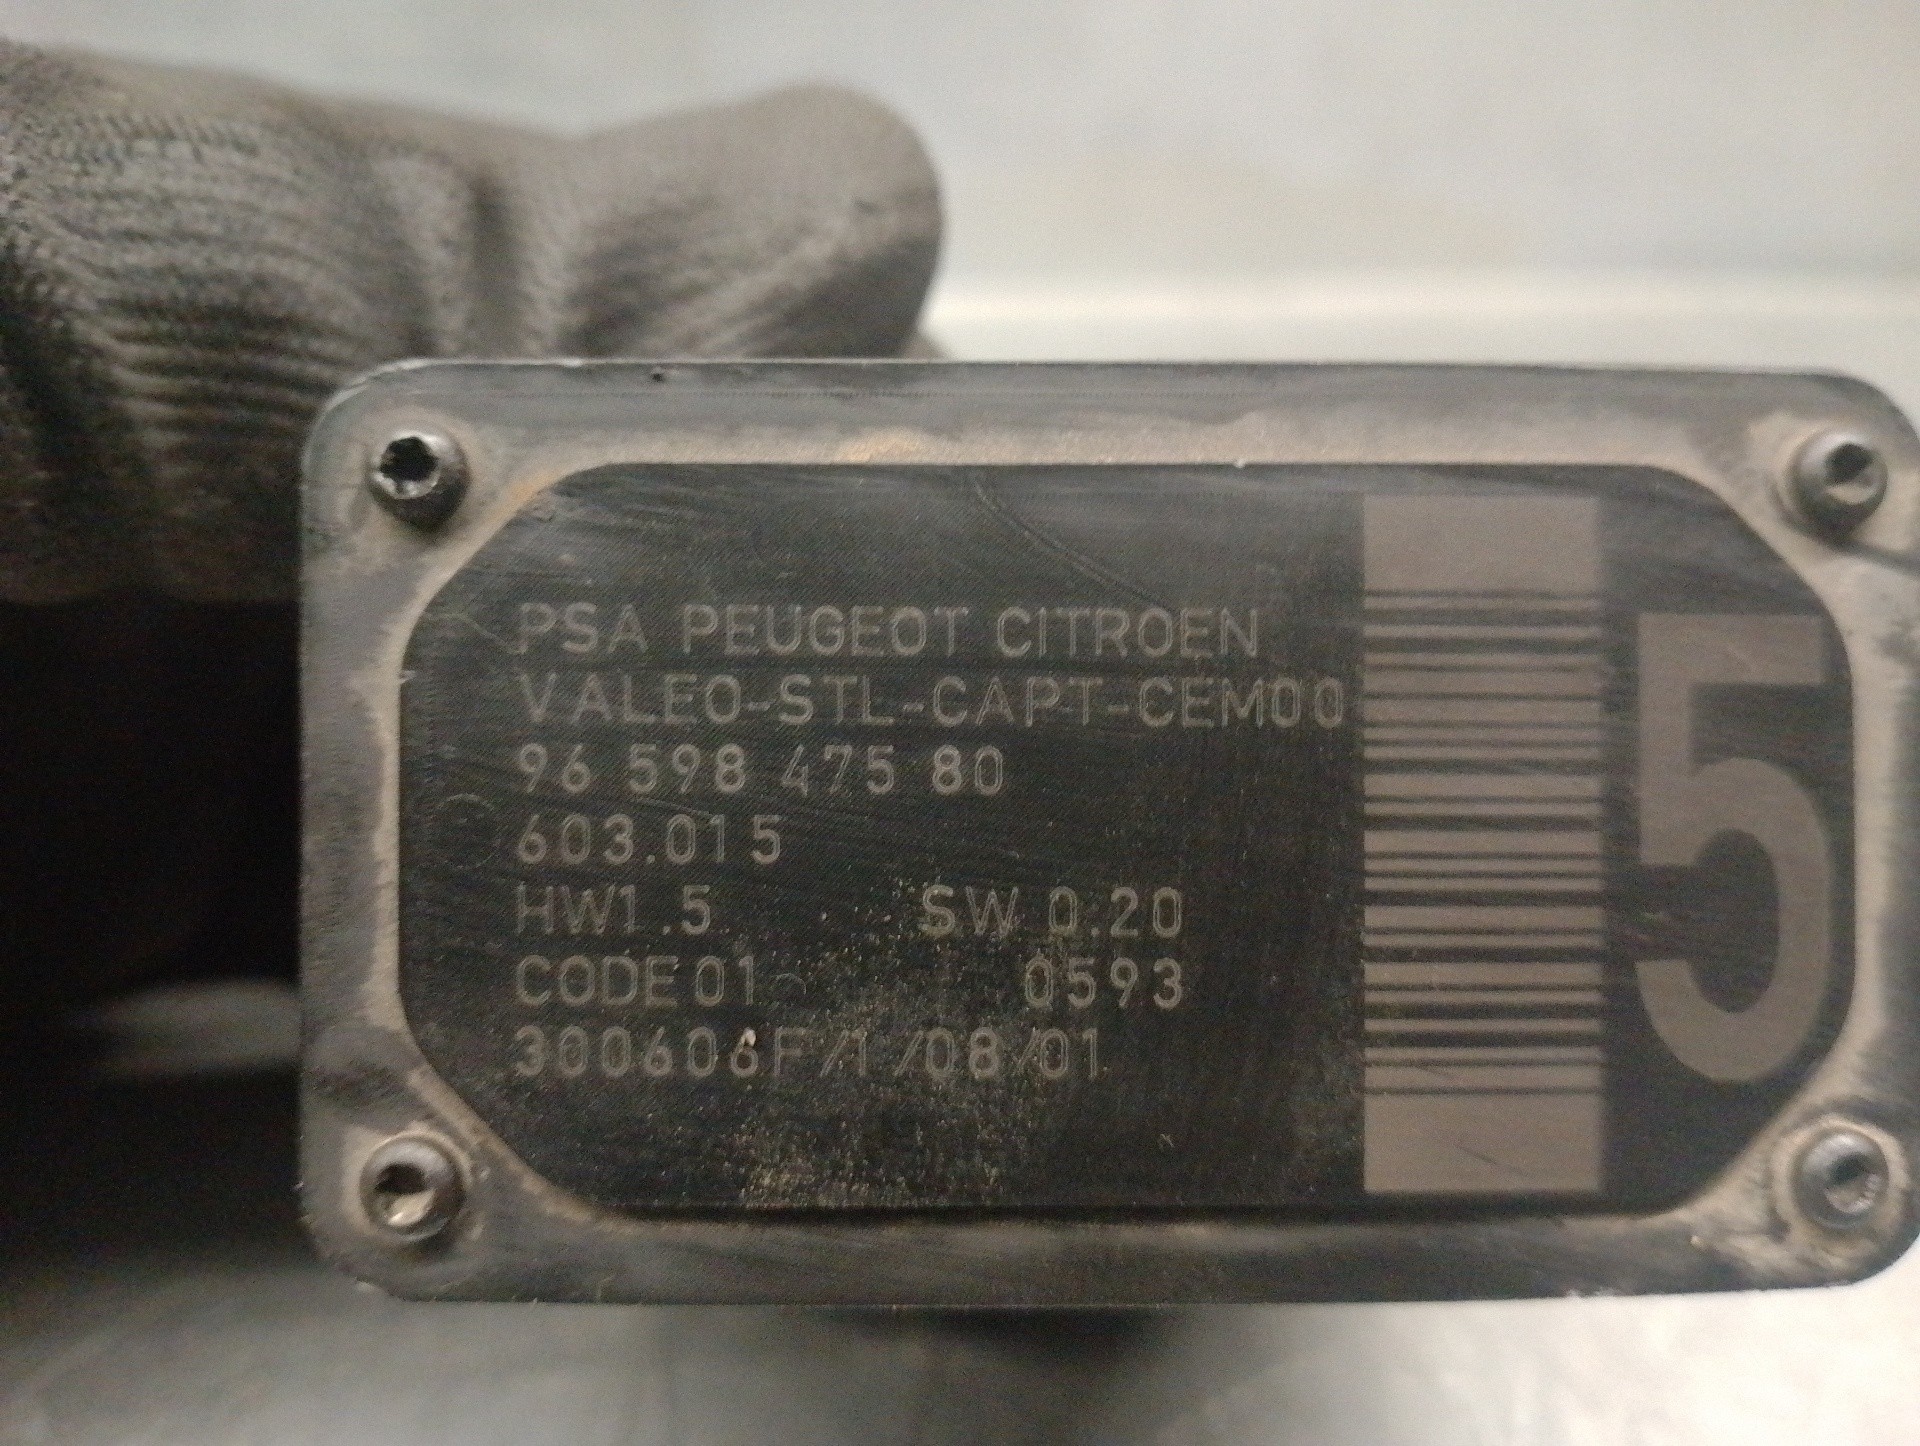 PSA PEUGEOT CITROEN
VALEO-STL-CAPT-CEM00
96 598 475 80
603.015
HW1.5 SW 0.20
CODE 01 0593
300606F/1/08/01
5